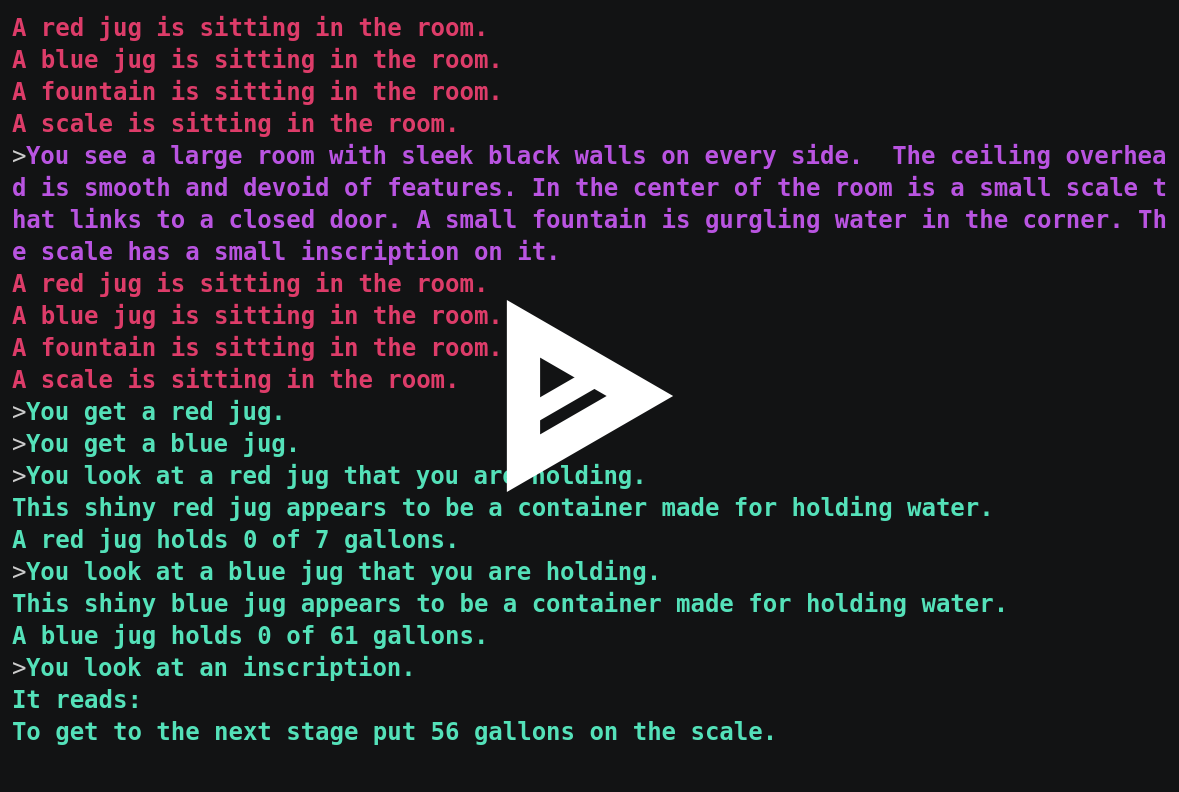 A red jug is sitting in the room.
A blue jug is sitting in the room.
A fountain is sitting in the room.
A scale is sitting in the room.
>You see a large room with sleek black walls on every side.  The ceiling overhea
d is smooth and devoid of features. In the center of the room is a small scale t
hat links to a closed door. A small fountain is gurgling water in the corner. Th
e scale has a small inscription on it.
A red jug is sitting in the room.
A blue jug is sitting in the room.
A fountain is sitting in the room.
A scale is sitting in the room.
>You get a red jug.
>You get a blue jug.
>You look at a red jug that you are holding.
This shiny red jug appears to be a container made for holding water.
A red jug holds 0 of 7 gallons.
>You look at a blue jug that you are holding.
This shiny blue jug appears to be a container made for holding water.
A blue jug holds 0 of 61 gallons.
>You look at an inscription.
It reads:
To get to the next stage put 56 gallons on the scale.